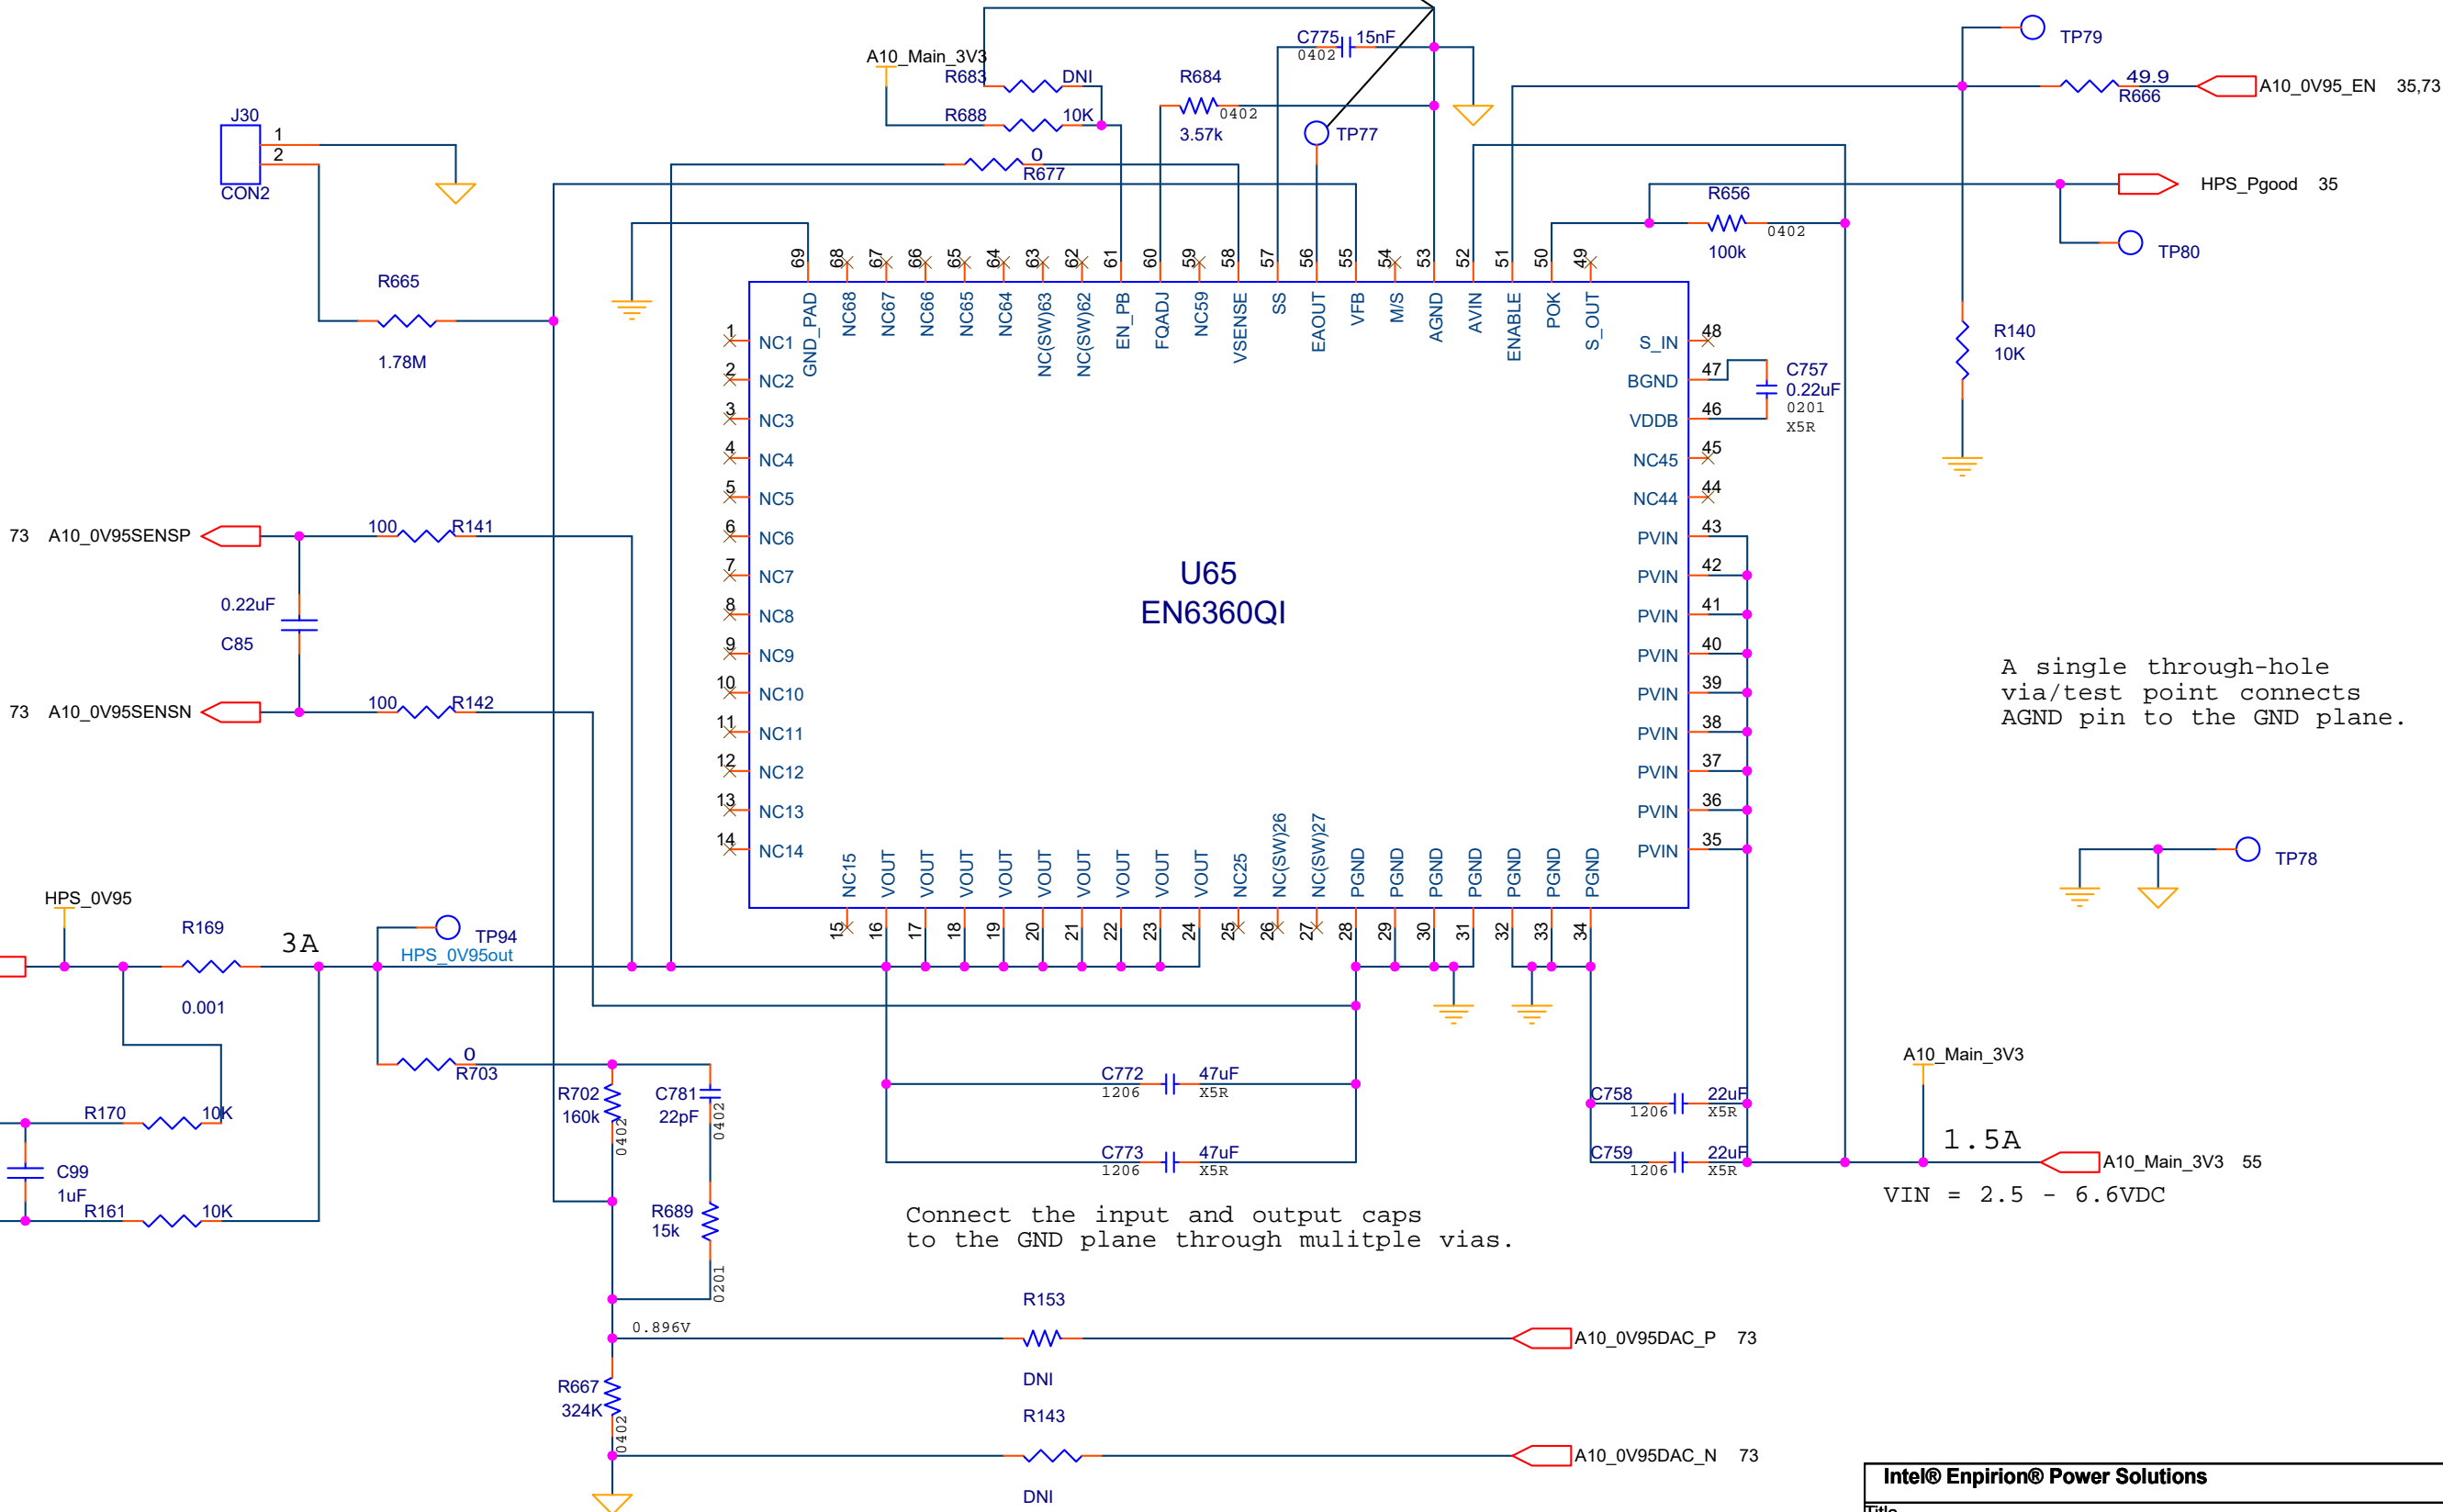 TP79
C775 15nF
0402
A10_Main_3V3
R683 DNI
R684
0402
3.57k
49.9
R666
A10_0V95_EN 35,73
R688 10K
TP77
J30
1
2
CON2
0
R677
HPS_Pgood 35
R656
0402
100k
TP80
R665
1.78M
69 68 67 66 65 64 63 62 61 60 59 58 57 56 55 54 53 52 51 50 49
GND_PAD NC68 NC67 NC66 NC65 NC64 NC(SW)63 NC(SW)62 EN_PB FQADJ NC59 VSENSE SS EAOUT VFB M/S AGND AVIN ENABLE POK S_OUT
1 NC1
2 NC2
3 NC3
4 NC4
5 NC5
6 NC6
7 NC7
8 NC8
9 NC9
10 NC10
11 NC11
12 NC12
13 NC13
14 NC14
U65
EN6360QI
S_IN 48
BGND 47
VDDB 46
NC45 45
NC44 44
PVIN 43
PVIN 42
PVIN 41
PVIN 40
PVIN 39
PVIN 38
PVIN 37
PVIN 36
PVIN 35
C757
0.22uF
0201
X5R
R140
10K
73 A10_0V95SENSP
100 R141
0.22uF
C85
73 A10_0V95SENSN
100 R142
A single through-hole
via/test point connects
AGND pin to the GND plane.
TP78
NC15 VOUT VOUT VOUT VOUT VOUT VOUT VOUT VOUT VOUT NC25 NC(SW)26 NC(SW)27 PGND PGND PGND PGND PGND PGND PGND
15 16 17 18 19 20 21 22 23 24 25 26 27 28 29 30 31 32 33 34
HPS_0V95
R169
0.001
3A
TP94
HPS_0V95out
0
R703
R702
160k
0402
C781
22pF
0402
R170 10K
C99
1uF
R161 10K
R689
15k
0201
C772 47uF
1206 X5R
C773 47uF
1206 X5R
C758 22uF
1206 X5R
C759 22uF
1206 X5R
A10_Main_3V3
1.5A
A10_Main_3V3 55
VIN = 2.5 - 6.6VDC
Connect the input and output caps
to the GND plane through mulitple vias.
0.896V
R153
DNI
A10_0V95DAC_P 73
R667
324K
0402
R143
DNI
A10_0V95DAC_N 73
Intel® Enpirion® Power Solutions
Title